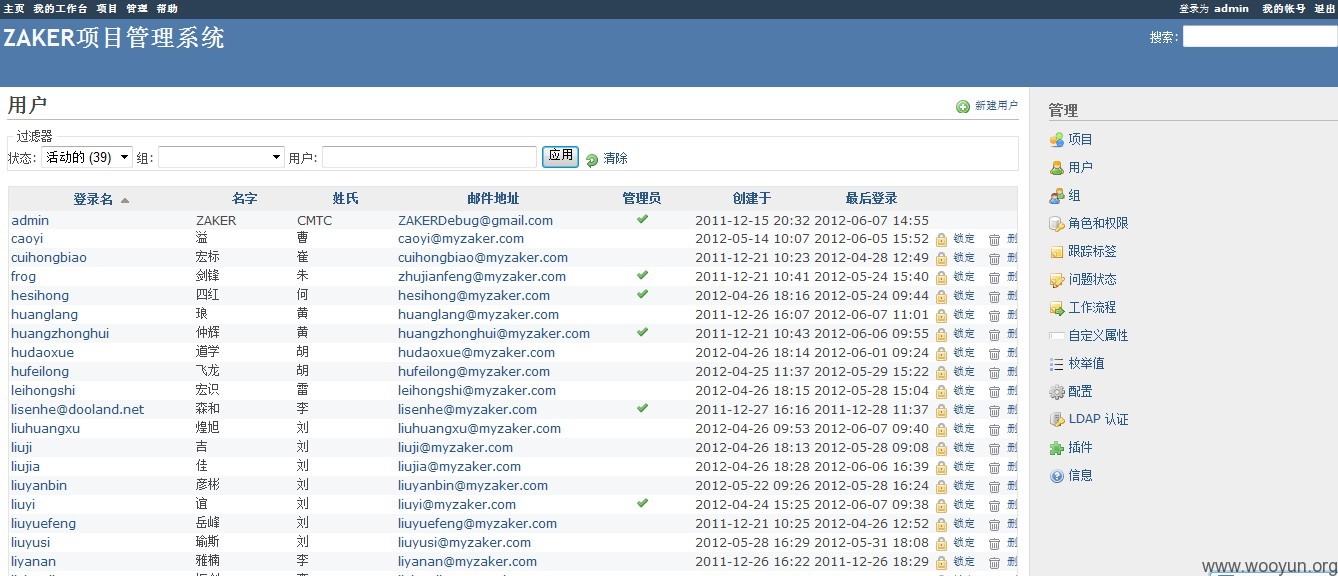 主页 我的工作台 项目 管理 帮助 登录为 admin 我的帐号 退出
ZAKER项目管理系统 搜索:
用户 新建用户
过滤器
状态: 活动的 (39) 组: 用户: 应用 清除
登录名 名字 姓氏 邮件地址 管理员 创建于 最后登录
admin ZAKER CMTC ZAKERDebug@gmail.com 2011-12-15 20:32 2012-06-07 14:55
caoyi 溢 曹 caoyi@myzaker.com 2012-05-14 10:07 2012-06-05 15:52 锁定 删
cuihongbiao 宏标 崔 cuihongbiao@myzaker.com 2011-12-21 10:23 2012-04-28 12:49 锁定 删
frog 剑锋 朱 zhujianfeng@myzaker.com 2011-12-21 10:41 2012-05-24 15:40 锁定 删
hesihong 四红 何 hesihong@myzaker.com 2012-04-26 18:16 2012-05-24 09:44 锁定 删
huanglang 琅 黄 huanglang@myzaker.com 2011-12-26 16:07 2012-06-07 11:01 锁定 删
huangzhonghui 仲辉 黄 huangzhonghui@myzaker.com 2011-12-21 10:43 2012-06-06 09:55 锁定 删
hudaoxue 道学 胡 hudaoxue@myzaker.com 2012-04-26 18:14 2012-06-01 09:24 锁定 删
hufeilong 飞龙 胡 hufeilong@myzaker.com 2012-04-25 11:37 2012-05-29 15:22 锁定 删
leihongshi 宏识 雷 leihongshi@myzaker.com 2012-04-26 18:15 2012-05-28 15:04 锁定 删
lisenhe@dooland.net 森和 李 lisenhe@myzaker.com 2011-12-27 16:16 2011-12-28 11:37 锁定 删
liuhuangxu 煌旭 刘 liuhuangxu@myzaker.com 2012-04-26 09:53 2012-06-07 09:40 锁定 删
liuji 吉 刘 liuji@myzaker.com 2012-04-26 18:13 2012-05-28 09:08 锁定 删
liujia 佳 刘 liujia@myzaker.com 2012-04-26 18:28 2012-06-06 16:39 锁定 删
liuyanbin 彦彬 刘 liuyanbin@myzaker.com 2012-05-22 09:26 2012-05-28 16:24 锁定 删
liuyi 谊 刘 liuyi@myzaker.com 2012-04-24 15:25 2012-06-07 09:38 锁定 删
liuyuefeng 岳峰 刘 liuyuefeng@myzaker.com 2011-12-21 10:25 2012-04-26 12:52 锁定 删
liuyusi 瑜斯 刘 liuyusi@myzaker.com 2012-05-28 16:29 2012-05-31 18:08 锁定 删
liyanan 雅楠 李 liyanan@myzaker.com 2011-12-26 16:22 2011-12-26 18:29 锁定 删
管理
项目
用户
组
角色和权限
跟踪标签
问题状态
工作流程
自定义属性
枚举值
配置
LDAP 认证
插件
信息
www.wooyun.org